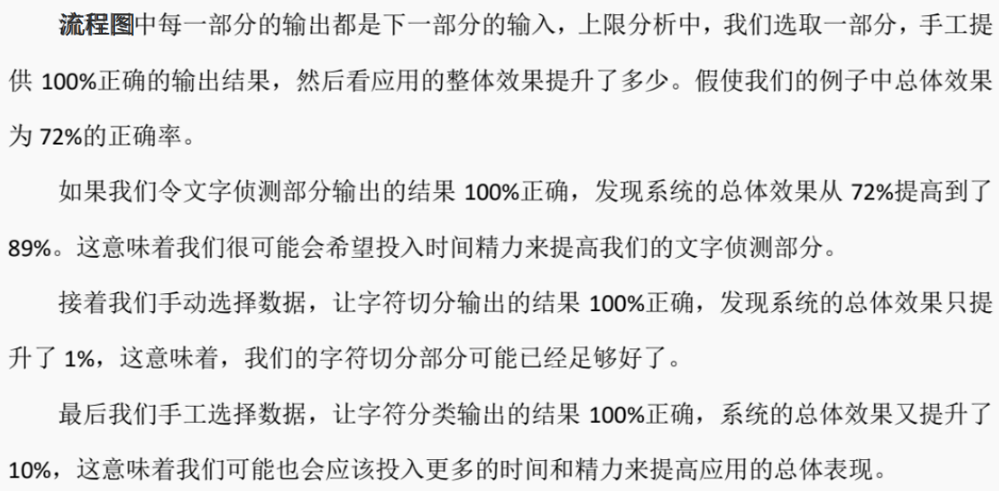 流程图中每一部分的输出都是下一部分的输入，上限分析中，我们选取一部分，手工提
供 100%正确的输出结果，然后看应用的整体效果提升了多少。假使我们的例子中总体效果
为 72%的正确率。
如果我们令文字侦测部分输出的结果 100%正确，发现系统的总体效果从 72%提高到了
89%。这意味着我们很可能会希望投入时间精力来提高我们的文字侦测部分。
接着我们手动选择数据，让字符切分输出的结果 100%正确，发现系统的总体效果只提
升了 1%，这意味着，我们的字符切分部分可能已经足够好了。
最后我们手工选择数据，让字符分类输出的结果 100%正确，系统的总体效果又提升了
10%，这意味着我们可能也会应该投入更多的时间和精力来提高应用的总体表现。